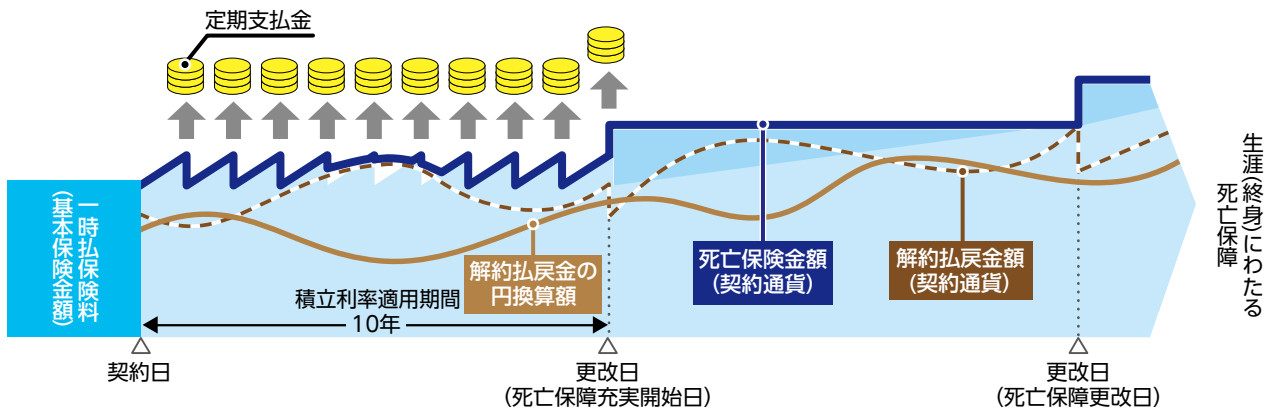 定期支払金
一時払保険料
(基本保険金額)
解約払戻金の
円換算額
死亡保険金額
(契約通貨)
解約払戻金額
(契約通貨)
積立利率適用期間
10年
契約日
更改日
(死亡保障充実開始日)
更改日
(死亡保障更改日)
生涯(終身)にわたる
死亡保障